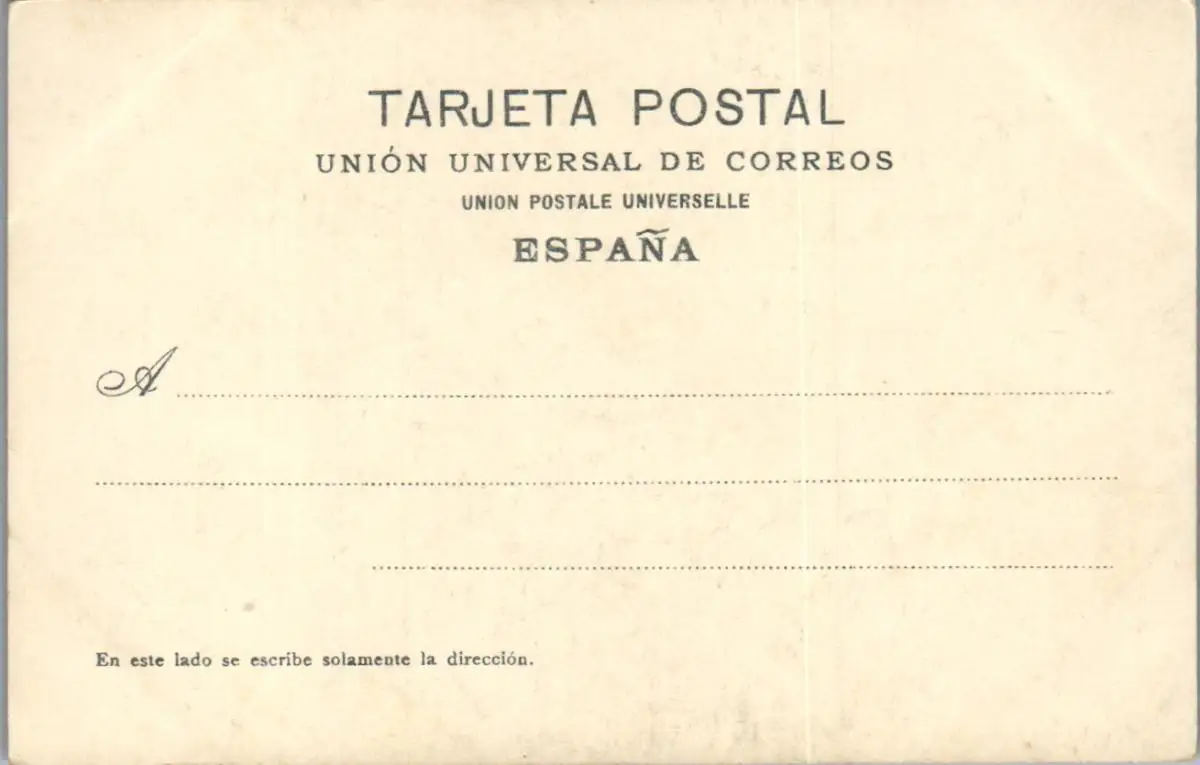 TARJETA POSTAL
UNIÓN UNIVERSAL DE CORREOS
UNION POSTALE UNIVERSELLE
ESPAÑA
A
En este lado se escribe solamente la dirección.